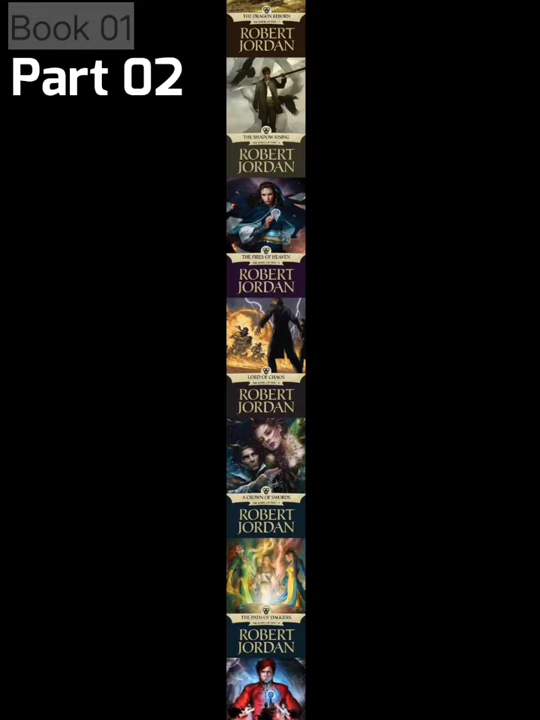 Book 01
Part 02
THE DRAGON REBORN
ROBERT
JORDAN
THE SHADOW RISING
ROBERT
JORDAN
THE FIRES OF HEAVEN
ROBERT
JORDAN
LORD OF CHAOS
ROBERT
JORDAN
A CROWN OF SWORDS
ROBERT
JORDAN
THE PATH OF DAGGERS
ROBERT
JORDAN